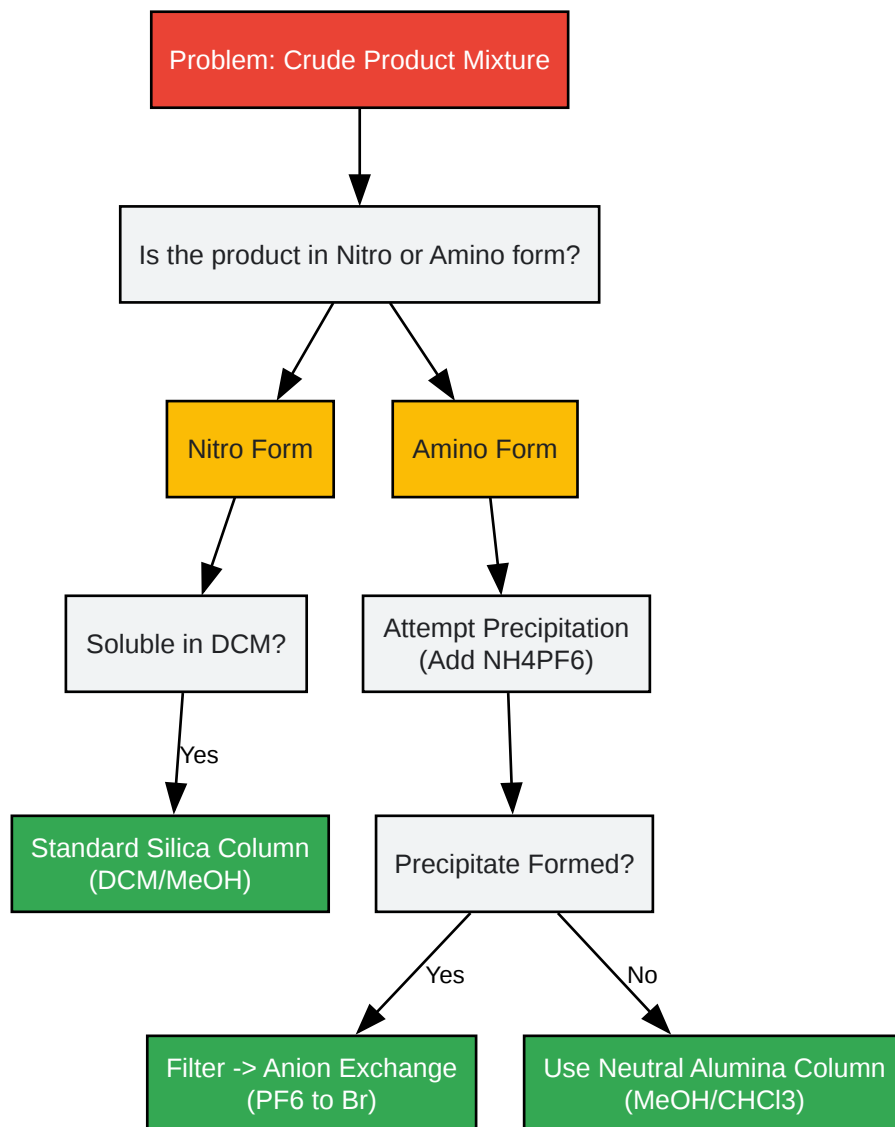 Problem: Crude Product Mixture
Is the product in Nitro or Amino form?
Nitro Form
Amino Form
Soluble in DCM?
Attempt Precipitation
(Add NH4PF6)
Yes
Standard Silica Column
(DCM/MeOH)
Precipitate Formed?
Yes
No
Filter -> Anion Exchange
(PF6 to Br)
Use Neutral Alumina Column
(MeOH/CHCl3)